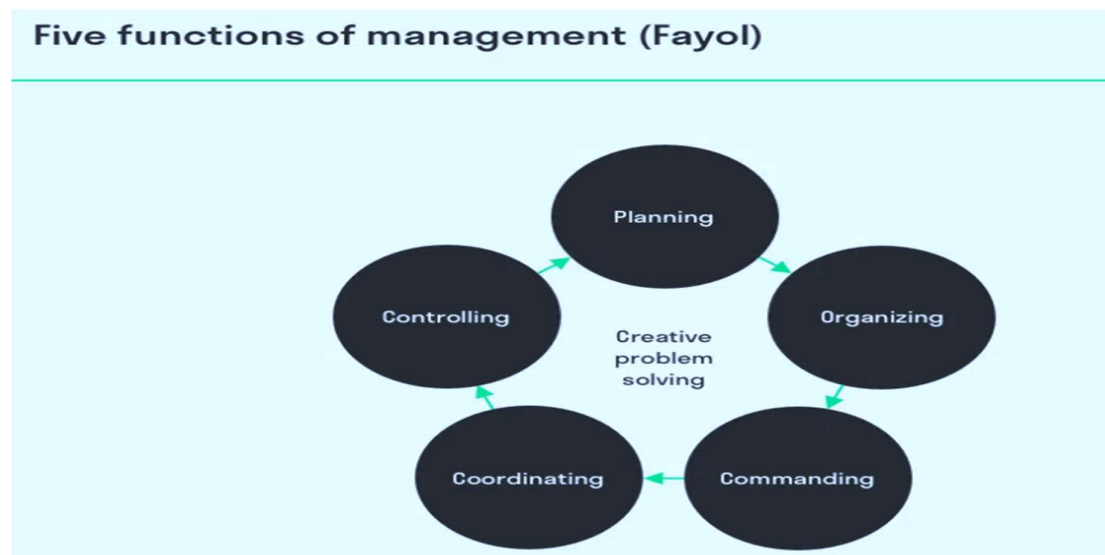 Five functions of management (Fayol)
Planning
Controlling
Organizing
Creative
problem
solving
Coordinating
Commanding